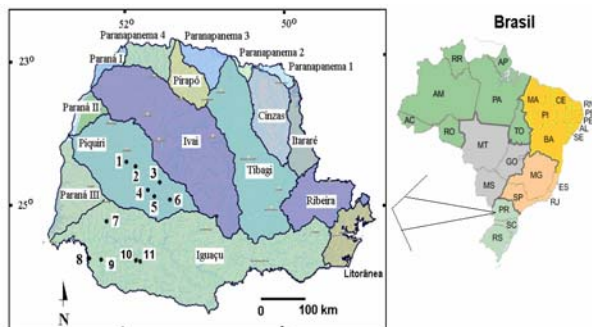 52° 50°
23°
25°
Paranapanema 4
Paranapanema 3
Paranapanema 2
Paranapanema 1
Paraná I
Pirapó
Paraná II
Cinzas
Itararé
Piquiri
Ivai
Tibagi
1
2
3
4
5
6
Paraná III
Ribeira
7
8
9
10
11
Iguaçu
Litorânea
N
0 100 km
Brasil
RR
AP
AM
PA
MA
CE
PI
AC
RO
TO
AL
SE
BA
MT
GO
MS
MG
ES
SP
RJ
PR
SC
RS